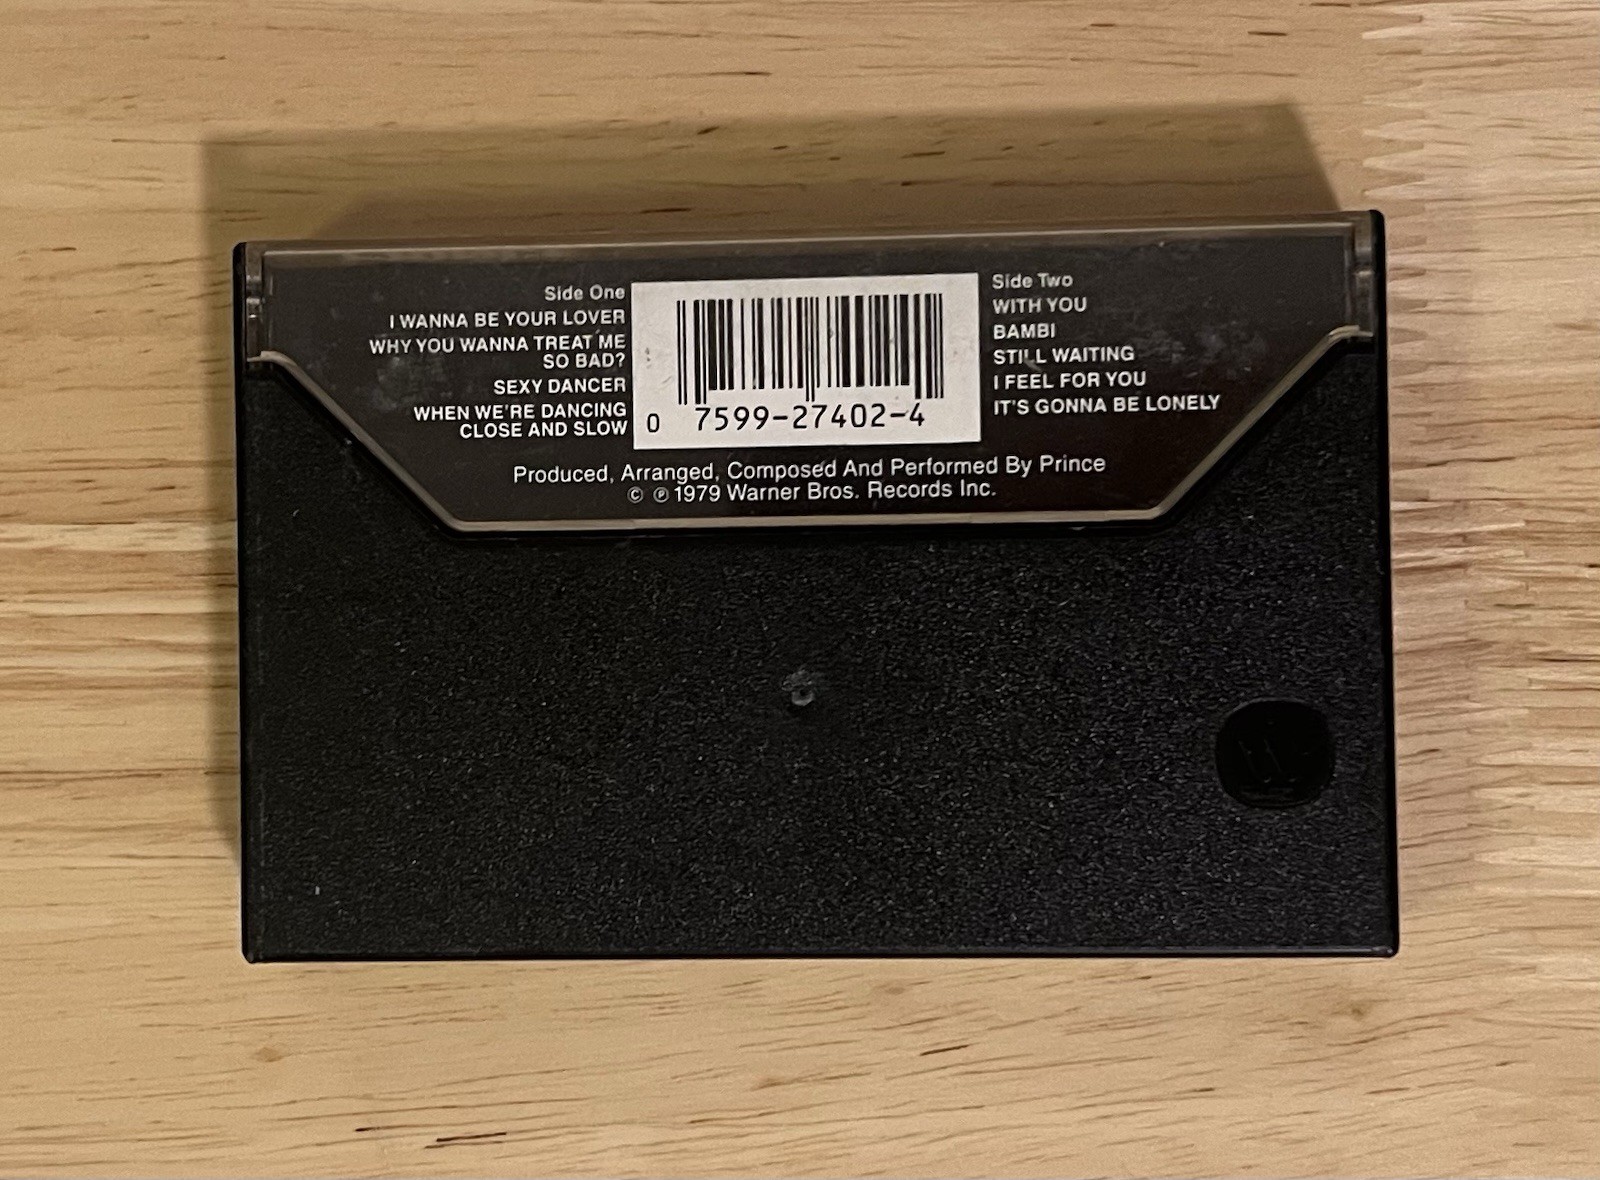 Side One
I WANNA BE YOUR LOVER
WHY YOU WANNA TREAT ME
SO BAD?
SEXY DANCER
WHEN WE'RE DANCING
CLOSE AND SLOW
0 7599-27402-4
Side Two
WITH YOU
BAMBI
STILL WAITING
I FEEL FOR YOU
IT'S GONNA BE LONELY
Produced, Arranged, Composed And Performed By Prince
© ℗ 1979 Warner Bros. Records Inc.